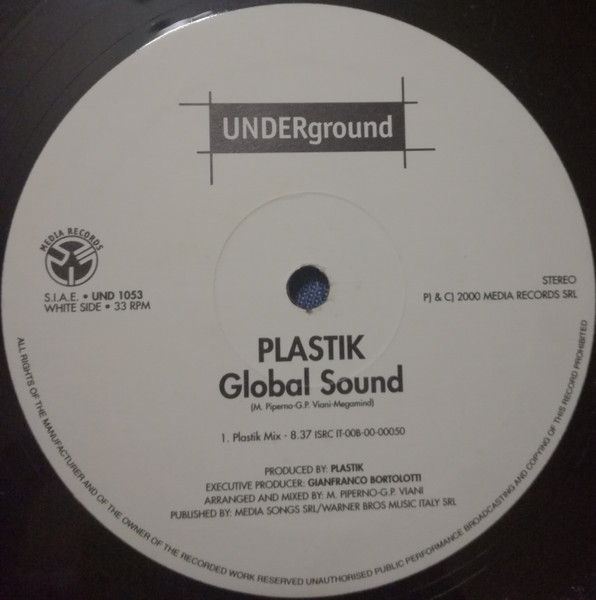 UNDERground
MEDIA RECORDS
S.I.A.E. • UND 1053
WHITE SIDE • 33 RPM
STEREO
P) & C) 2000 MEDIA RECORDS SRL
PLASTIK
Global Sound
(M. Piperno-G.P. Viani-Megamind)
1. Plastik Mix - 8.37 ISRC IT-00B-00-00050
PRODUCED BY: PLASTIK
EXECUTIVE PRODUCER: GIANFRANCO BORTOLOTTI
ARRANGED AND MIXED BY: M. PIPERNO-G.P. VIANI
PUBLISHED BY: MEDIA SONGS SRL/WARNER BROS MUSIC ITALY SRL
ALL RIGHTS OF THE MANUFACTURER AND OF THE OWNER OF THE RECORDED WORK RESERVED UNAUTHORISED PUBLIC PERFORMANCE BROADCASTING AND COPYING OF THIS RECORD PROHIBITED